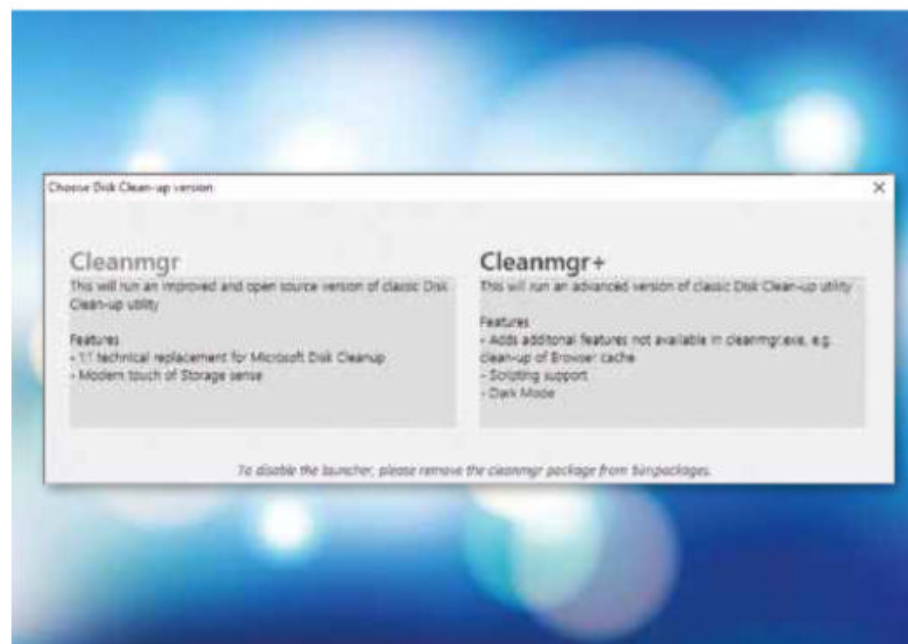 Choose Disk Clean-up version
Cleanmgr
This will run an improved and open source version of classic Disk
Clean-up utility
Features
- 1:1 technical replacement for Microsoft Disk Cleanup
- Modern touch of Storage sense
Cleanmgr+
This will run an advanced version of classic Disk Clean-up utility
Features
- Adds additonal features not available in cleanmgr.exe, e.g.
clean-up of Browser cache
- Scripting support
- Dark Mode
To disable the launcher, please remove the cleanmgr package from \bin\packages.